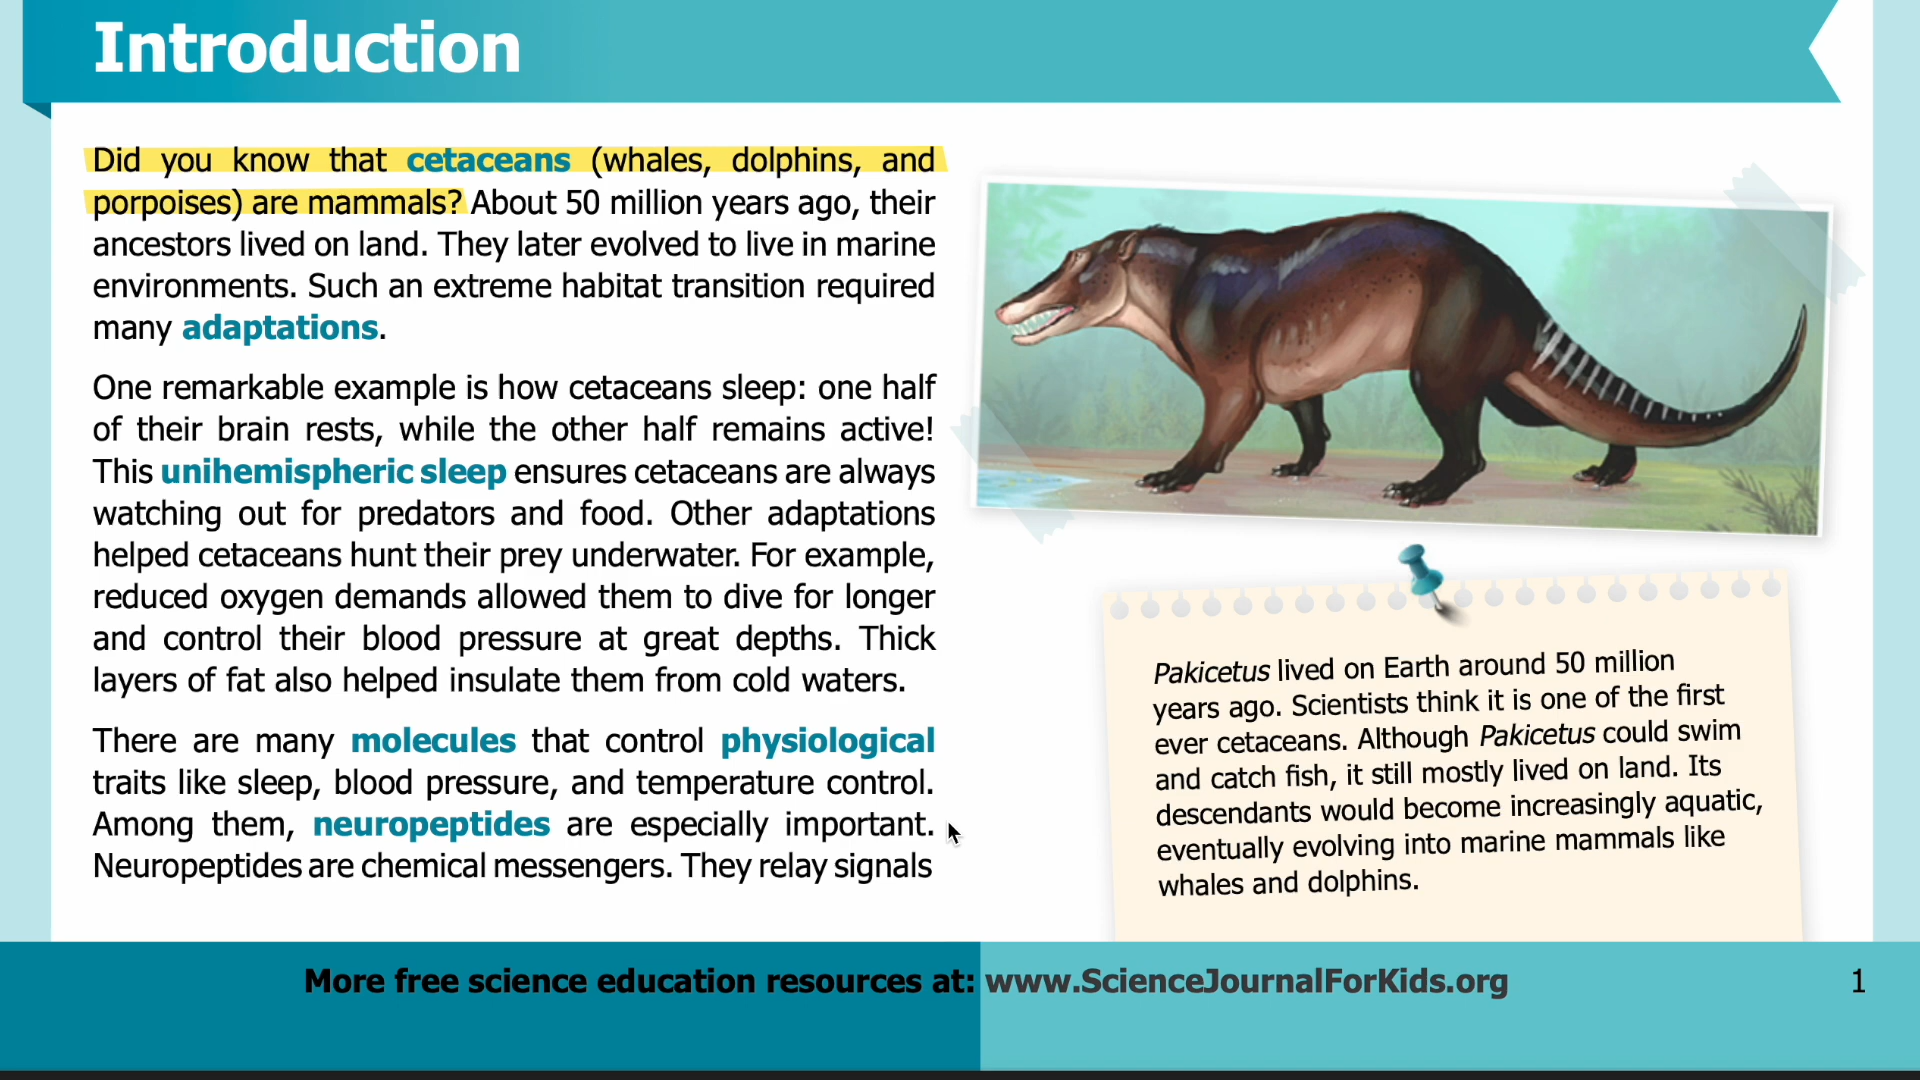 Introduction
Did you know that cetaceans (whales, dolphins, and
porpoises) are mammals? About 50 million years ago, their
ancestors lived on land. They later evolved to live in marine
environments. Such an extreme habitat transition required
many adaptations.
One remarkable example is how cetaceans sleep: one half
of their brain rests, while the other half remains active!
This unihemispheric sleep ensures cetaceans are always
watching out for predators and food. Other adaptations
helped cetaceans hunt their prey underwater. For example,
reduced oxygen demands allowed them to dive for longer
and control their blood pressure at great depths. Thick
layers of fat also helped insulate them from cold waters.
There are many molecules that control physiological
traits like sleep, blood pressure, and temperature control.
Among them, neuropeptides are especially important.
Neuropeptides are chemical messengers. They relay signals
Pakicetus lived on Earth around 50 million
years ago. Scientists think it is one of the first
ever cetaceans. Although Pakicetus could swim
and catch fish, it still mostly lived on land. Its
descendants would become increasingly aquatic,
eventually evolving into marine mammals like
whales and dolphins.
More free science education resources at: www.ScienceJournalForKids.org
1